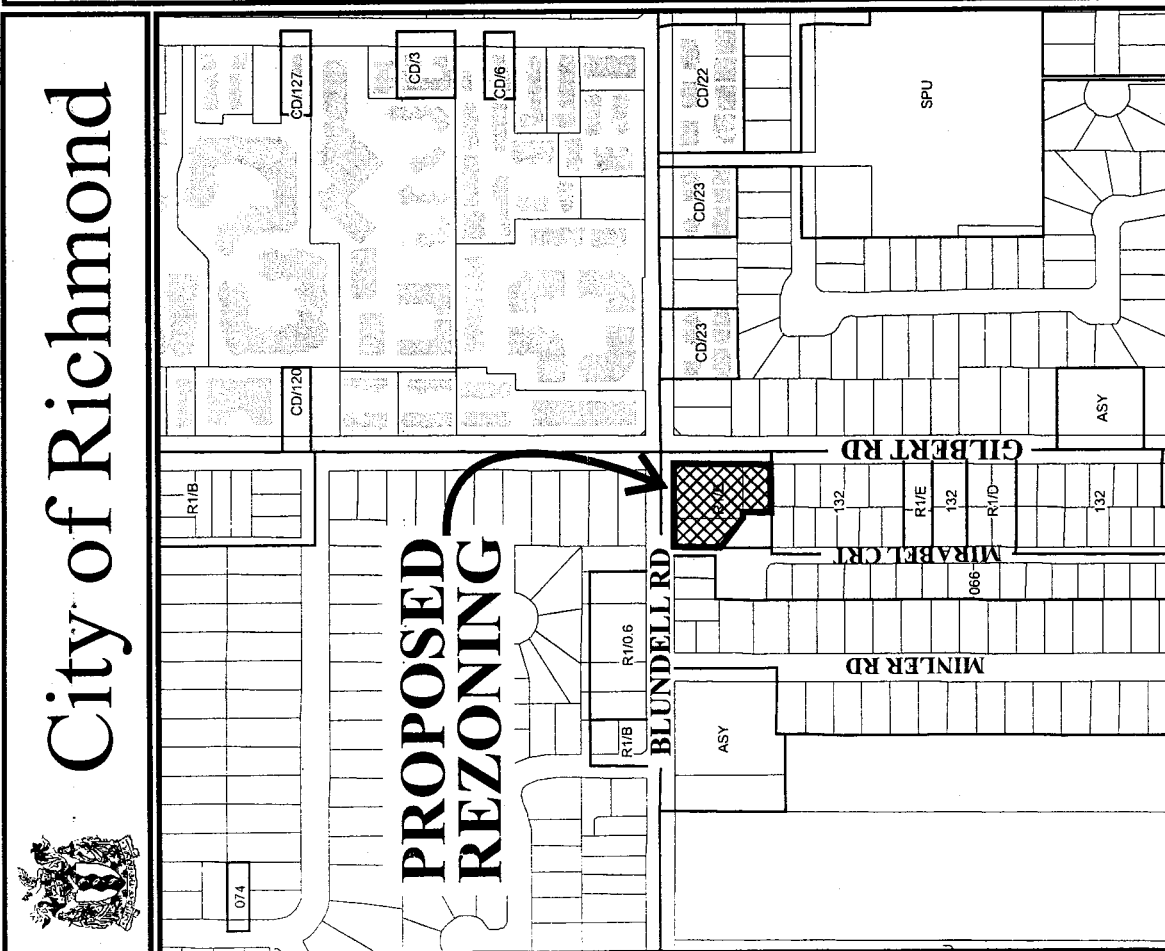 City of Richmond
CD/127
CD/3
CD/6
CD/120
R1/B
074
PROPOSED
REZONING
R1/0.6
R1/B
BLUNDELL RD
CD/22
CD/23
CD/23
SPU
ASY
GILBERT RD
132
R1/E
132
R1/D
132
MIRABEL CRT
066
MINLER RD
ASY